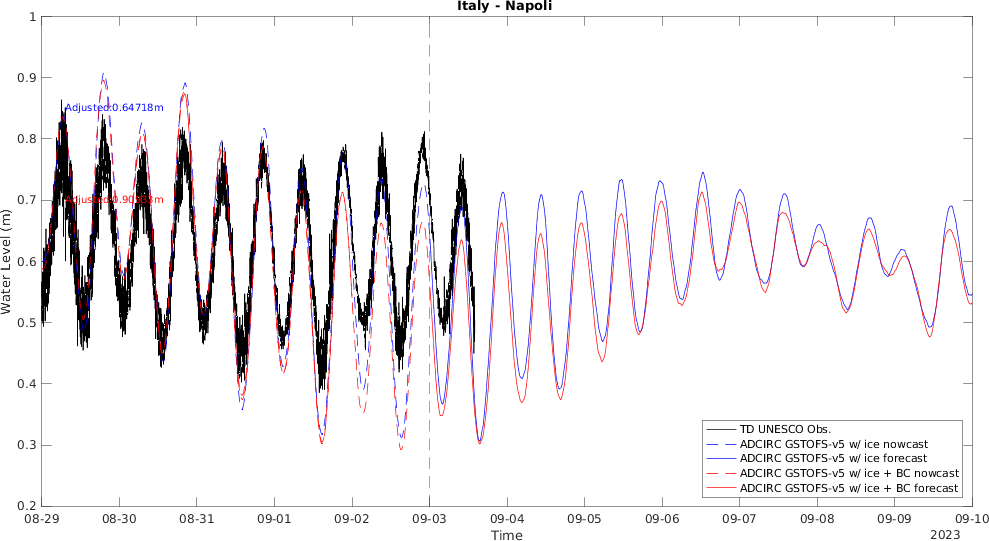 Italy - Napoli
Water Level (m)
1
0.9
0.8
0.7
0.6
0.5
0.4
0.3
0.2
Adjusted:0.64718m
TD UNESCO Obs.
ADCIRC GSTOFS-v5 w/ ice nowcast
ADCIRC GSTOFS-v5 w/ ice forecast
ADCIRC GSTOFS-v5 w/ ice + BC nowcast
ADCIRC GSTOFS-v5 w/ ice + BC forecast
08-29 08-30 08-31 09-01 09-02 09-03 09-04 09-05 09-06 09-07 09-08 09-09 09-10
Time
2023